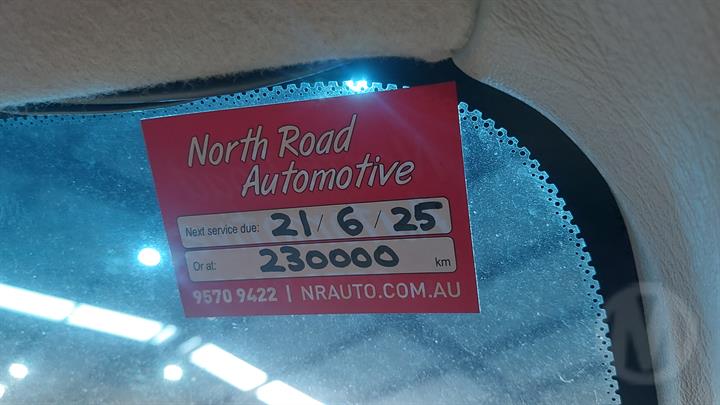 North Road
Automotive
Next service due: 21/6/25
Or at: 230000 km
9570 9422 | NRAUTO.COM.AU
M